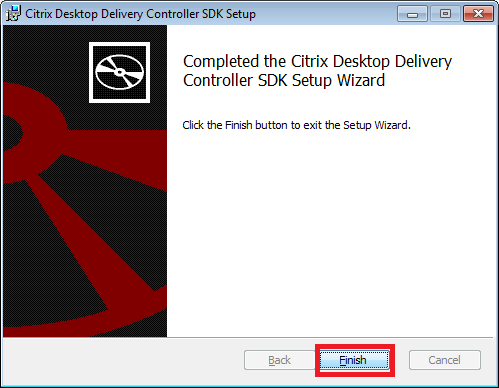 Citrix Desktop Delivery Controller SDK Setup
Completed the Citrix Desktop Delivery
Controller SDK Setup Wizard
Click the Finish button to exit the Setup Wizard.
Back
Finish
Cancel